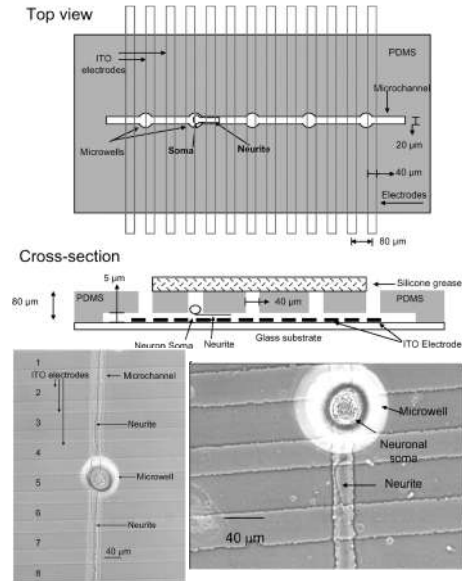 Top view
ITO
electrodes
PDMS
Microchannel
Microwells
Soma
Neurite
20 µm
40 µm
Electrodes
80 µm
Cross-section
5 µm
Silicone grease
80 µm
PDMS
40 µm
PDMS
Neuron Soma
Neurite
Glass substrate
ITO Electrode
1
ITO electrodes
Microchannel
2
3
Neurite
4
5
Microwell
6
Neurite
7
40 µm
8
Microwell
Neuronal
soma
Neurite
40 µm